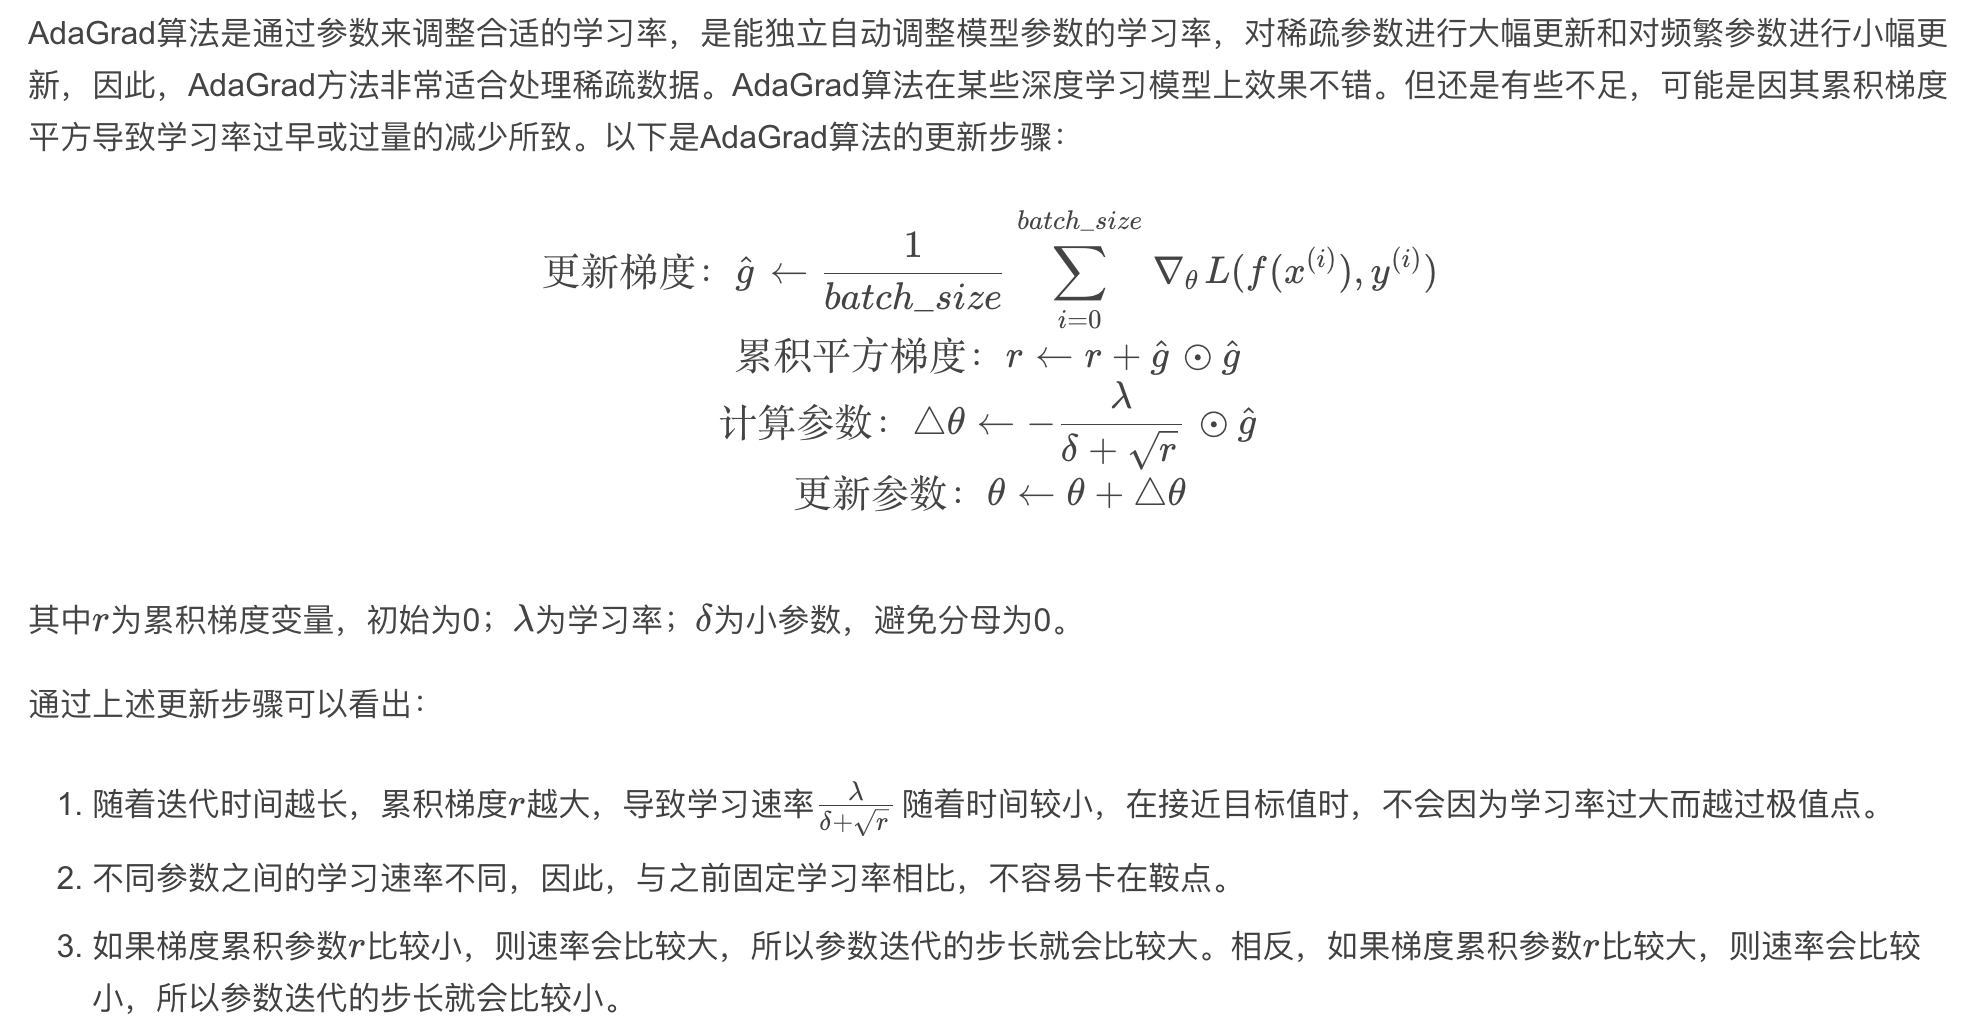 AdaGrad算法是通过参数来调整合适的学习率，是能独立自动调整模型参数的学习率，对稀疏参数进行大幅更新和对频繁参数进行小幅更
新，因此，AdaGrad方法非常适合处理稀疏数据。AdaGrad算法在某些深度学习模型上效果不错。但还是有些不足，可能是因其累积梯度
平方导致学习率过早或过量的减少所致。以下是AdaGrad算法的更新步骤：
更新梯度：$\hat{g} \leftarrow \frac{1}{batch\_size} \sum_{i=0}^{batch\_size} \nabla_\theta L(f(x^{(i)}), y^{(i)})$
累积平方梯度：$r \leftarrow r + \hat{g} \odot \hat{g}$
计算参数：$\triangle\theta \leftarrow -\frac{\lambda}{\delta + \sqrt{r}} \odot \hat{g}$
更新参数：$\theta \leftarrow \theta + \triangle\theta$
其中$r$为累积梯度变量，初始为0；$\lambda$为学习率；$\delta$为小参数，避免分母为0。
通过上述更新步骤可以看出：
1. 随着迭代时间越长，累积梯度$r$越大，导致学习速率$\frac{\lambda}{\delta+\sqrt{r}}$随着时间较小，在接近目标值时，不会因为学习率过大而越过极值点。
2. 不同参数之间的学习速率不同，因此，与之前固定学习率相比，不容易卡在鞍点。
3. 如果梯度累积参数$r$比较小，则速率会比较大，所以参数迭代的步长就会比较大。相反，如果梯度累积参数$r$比较大，则速率会比较
小，所以参数迭代的步长就会比较小。